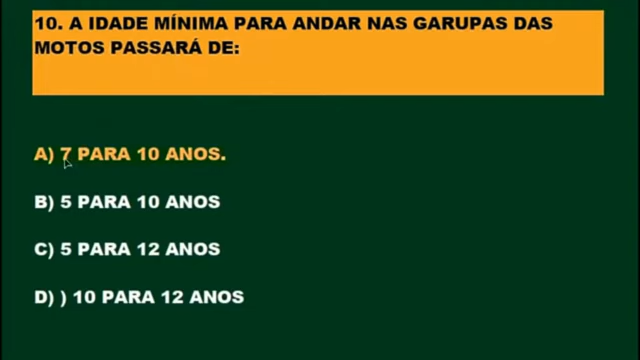 10. A IDADE MÍNIMA PARA ANDAR NAS GARUPAS DAS
MOTOS PASSARÁ DE:
A) 7 PARA 10 ANOS.
B) 5 PARA 10 ANOS
C) 5 PARA 12 ANOS
D) ) 10 PARA 12 ANOS